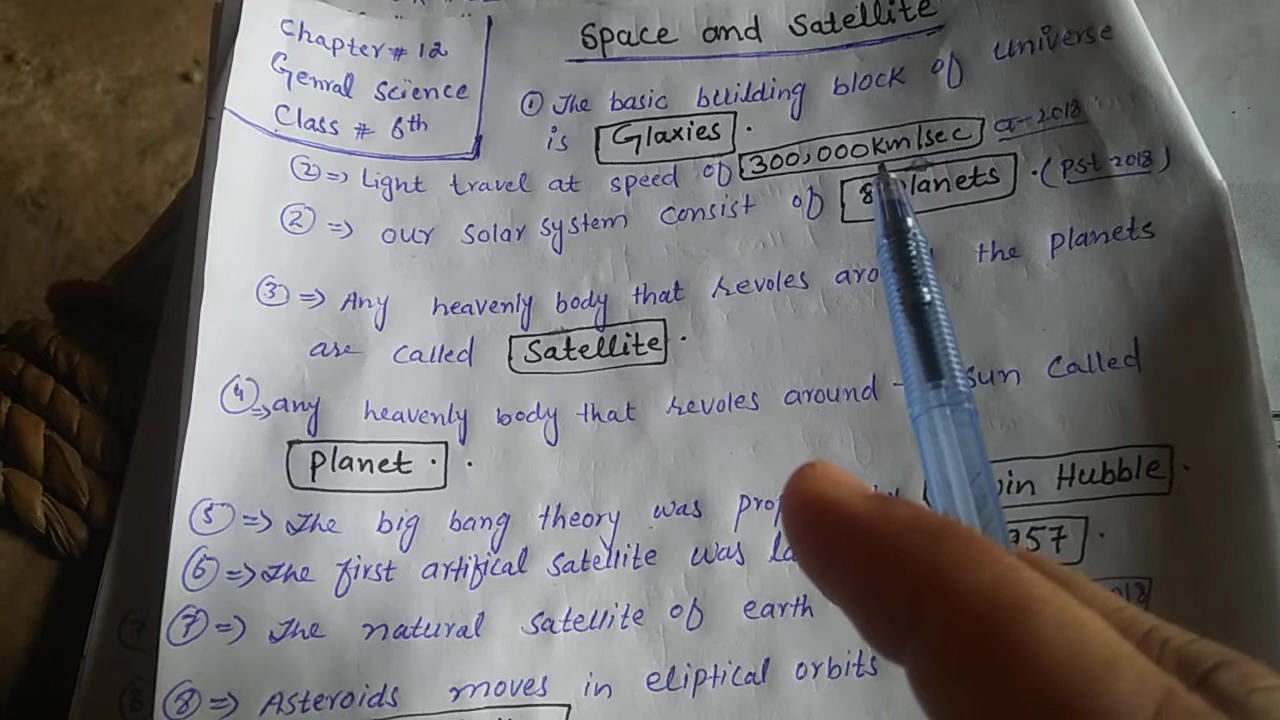 Chapter # 12
Genral science
Class # 6th
Space and Satellite
① The basic building block of universe
is Glaxies.
② => Light travel at speed of 300,000km/sec 2018
② => our solar system consist of 8 planets. (Pst 2018)
③ => Any heavenly body that revoles the planets
are called Satellite.
④ => any heavenly body that revoles around sun called
planet..
⑤ => The big bang theory was Hubble.
⑥ => The first artifical satellite was 957.
⑦ => The natural satellite of earth
⑧ => Asteroids moves in eliptical orbits